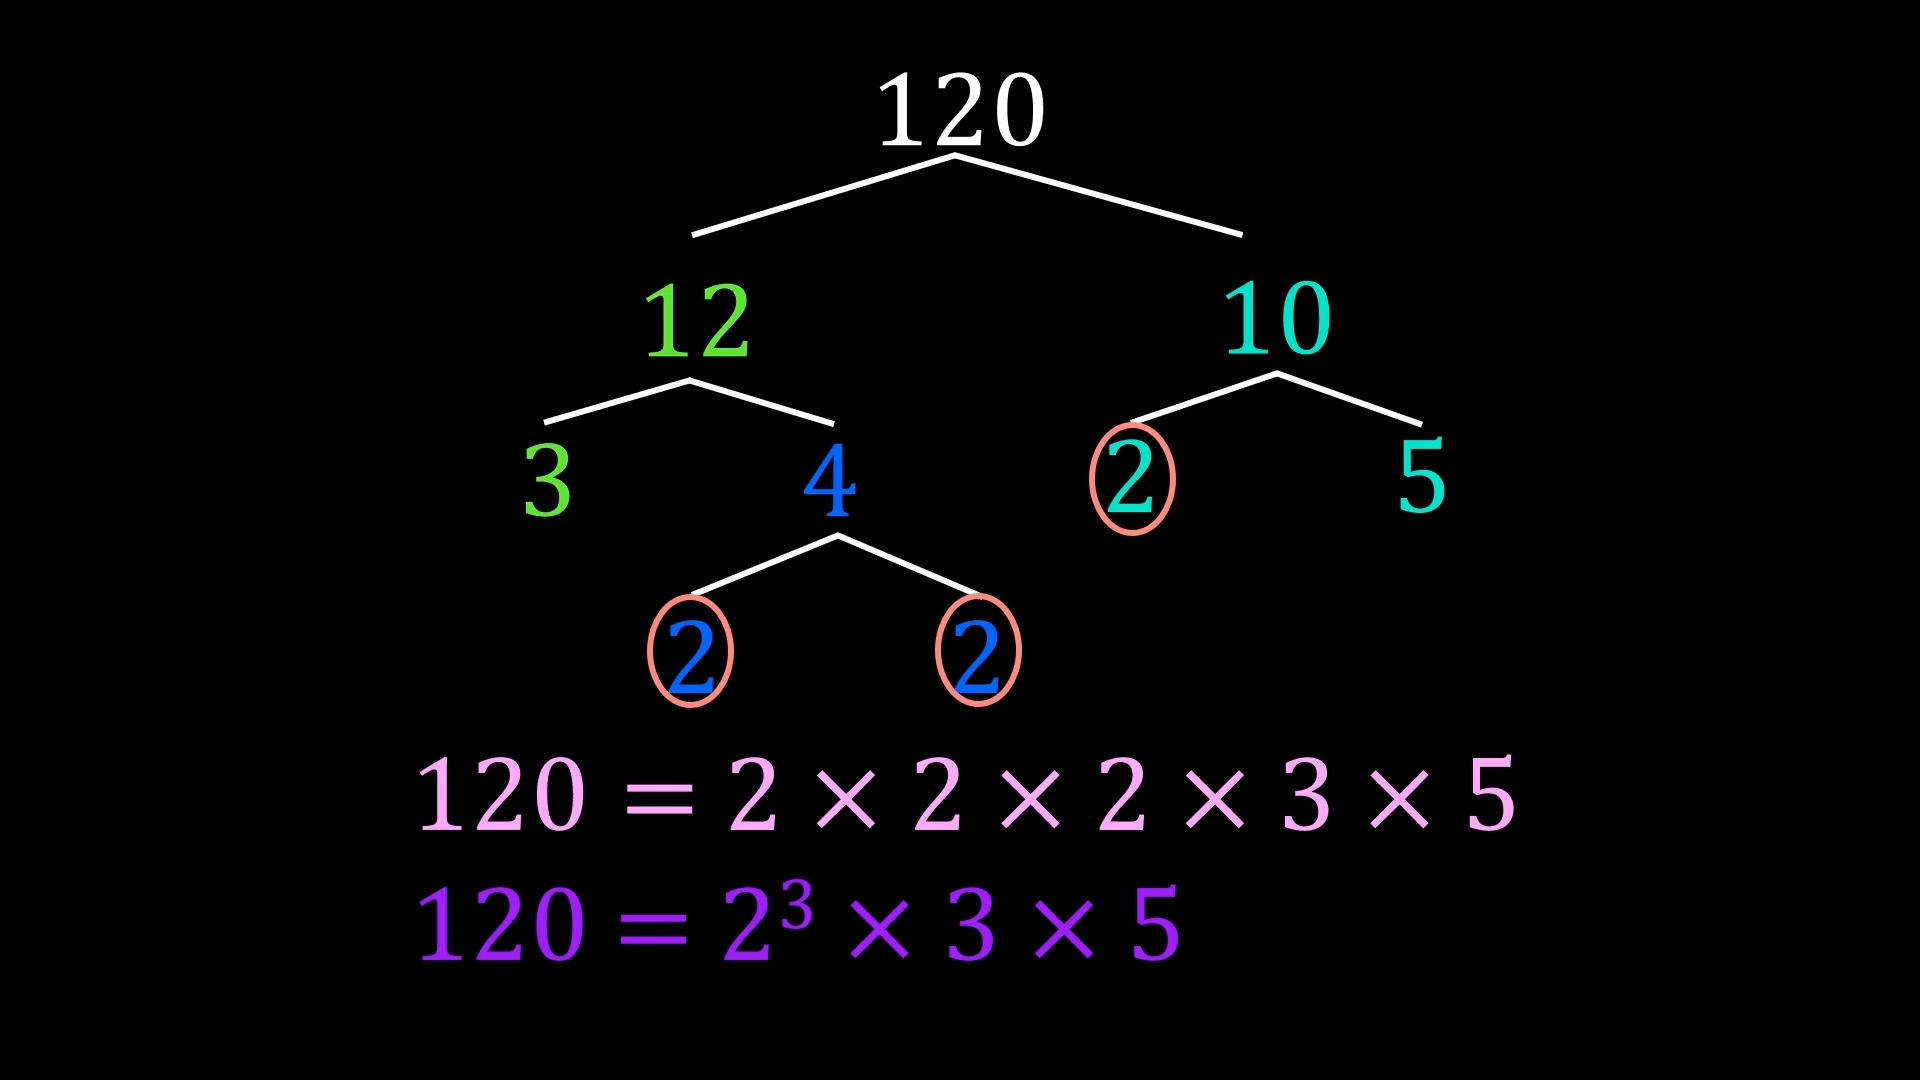 120
12 10
3 4 2 5
2 2
120 = 2 × 2 × 2 × 3 × 5
120 = 2³ × 3 × 5